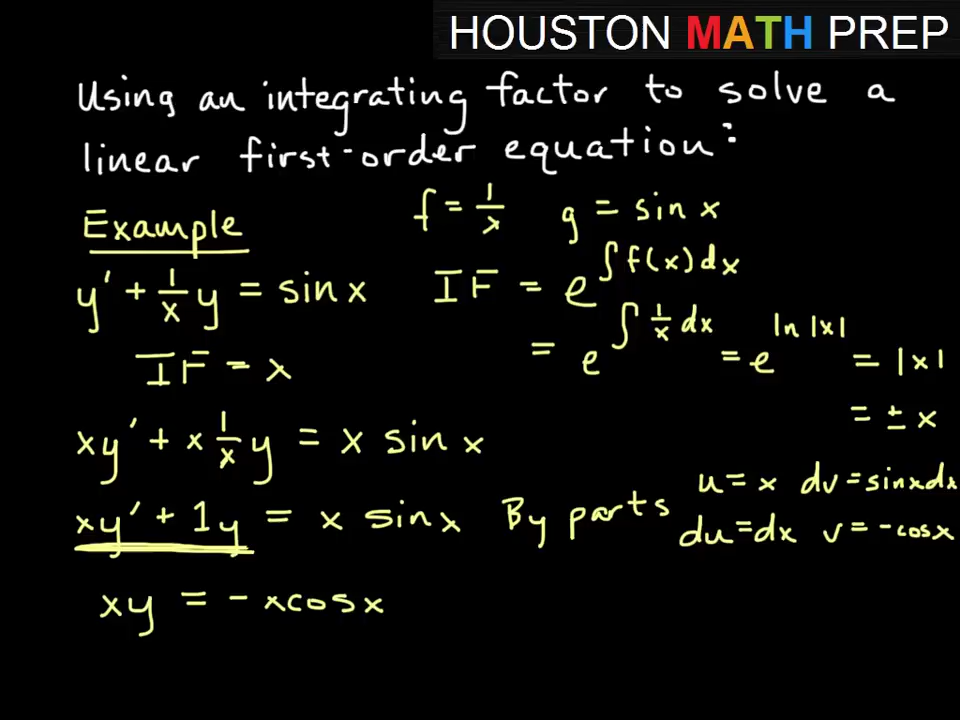 HOUSTON MATH PREP
Using an integrating factor to solve a
linear first-order equation:
Example
f = 1/x   g = sin x
y' + 1/x y = sin x   IF = e^∫f(x)dx
= e^∫1/x dx = e^ln|x| = |x|
IF = x
= ± x
xy' + x 1/x y = x sin x
u = x   dv = sinxdx
xy' + 1y = x sinx   By parts
du = dx   v = -cosx
xy = - xcosx